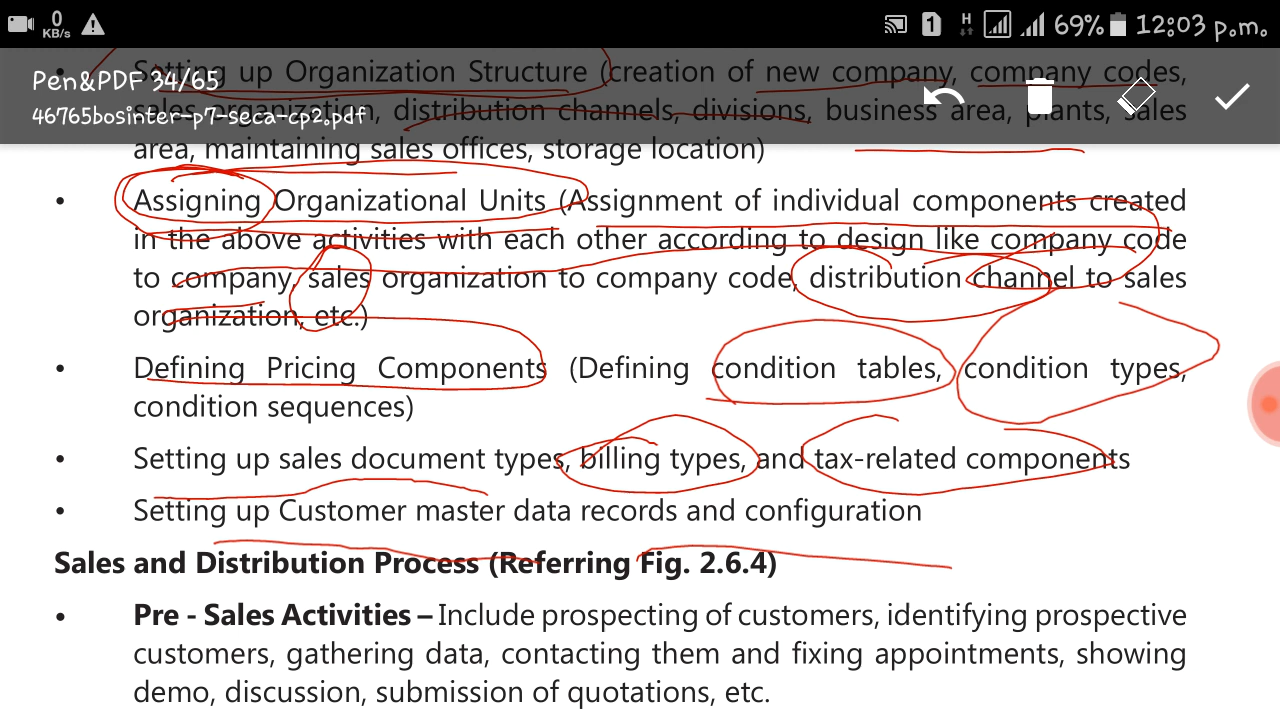 0 KB/s 1 H 69% 12:03 p.m.
• Setting up Organization Structure (creation of new company, company codes,
Pen&PDF 34/65
sales organization, distribution channels, divisions, business area, plants, sales
46765bosinter-p7-seca-cp2.pdf
area, maintaining sales offices, storage location)
• Assigning Organizational Units (Assignment of individual components created
in the above activities with each other according to design like company code
to company, sales organization to company code, distribution channel to sales
organization, etc.)
• Defining Pricing Components (Defining condition tables, condition types,
condition sequences)
• Setting up sales document types, billing types, and tax-related components
• Setting up Customer master data records and configuration
Sales and Distribution Process (Referring Fig. 2.6.4)
• Pre - Sales Activities – Include prospecting of customers, identifying prospective
customers, gathering data, contacting them and fixing appointments, showing
demo, discussion, submission of quotations, etc.